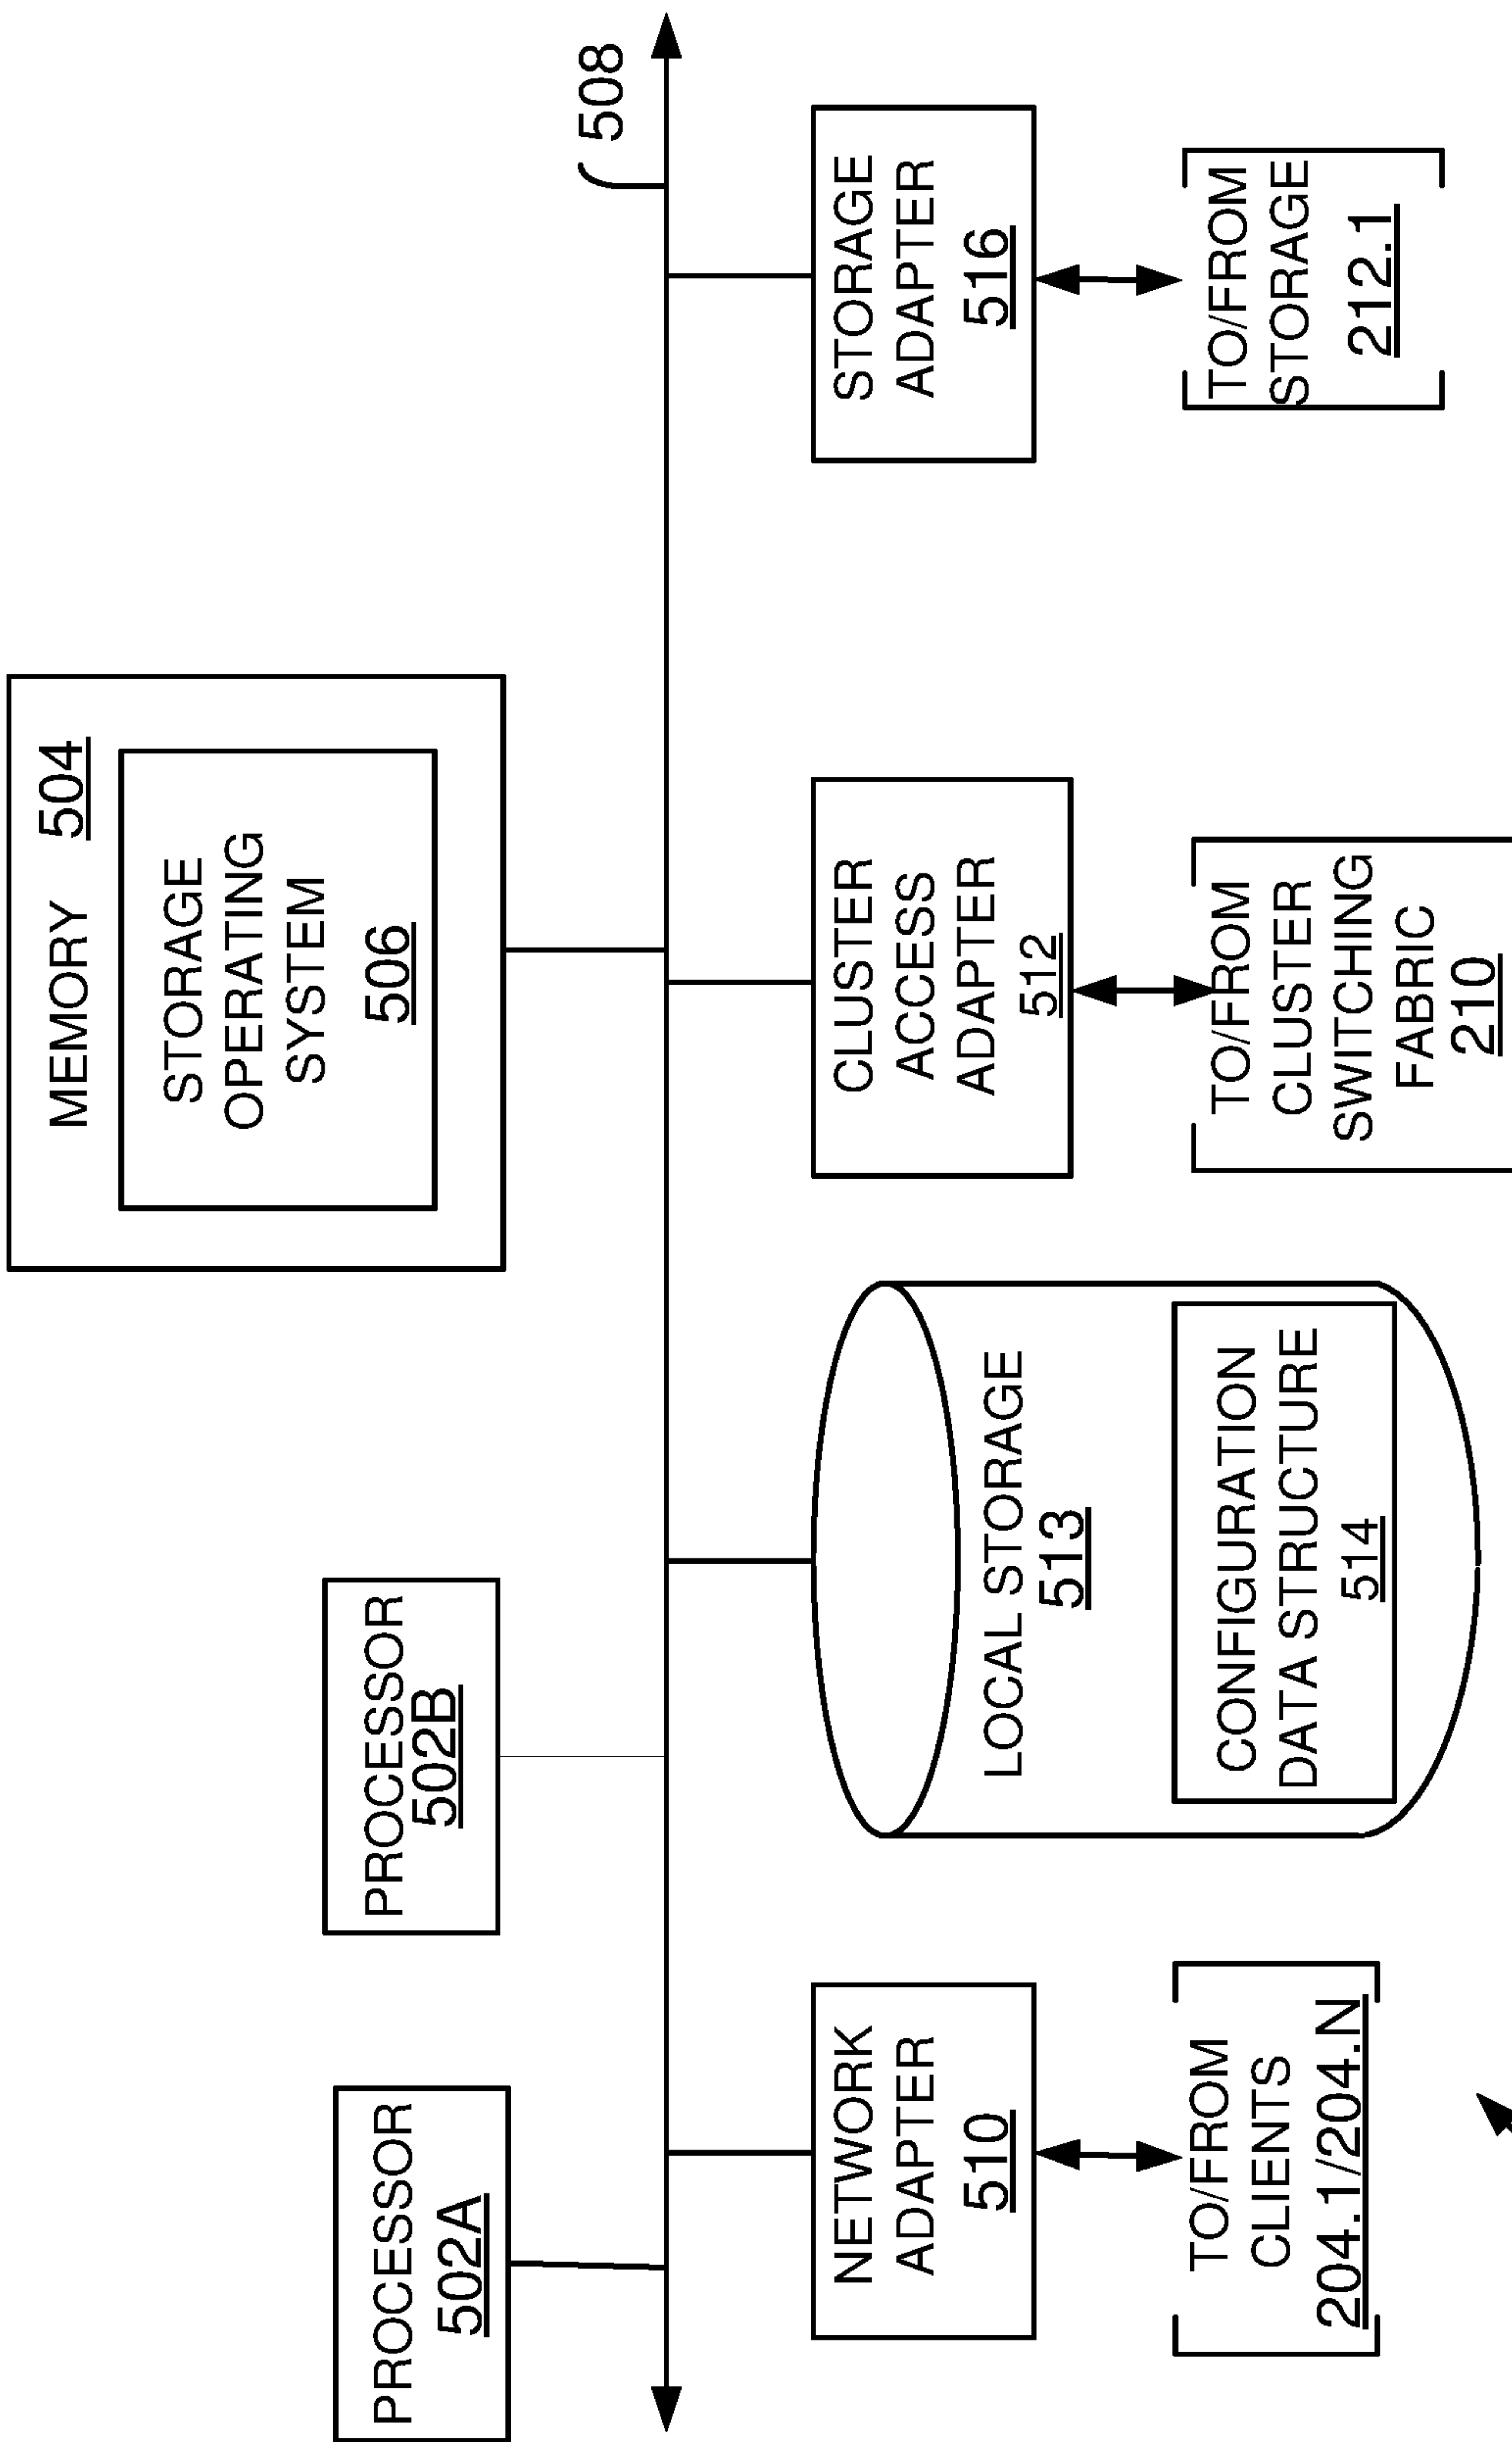 PROCESSOR
502A
PROCESSOR
502B
MEMORY 504
STORAGE
OPERATING
SYSTEM
506
508
NETWORK
ADAPTER
510
LOCAL STORAGE
513
CONFIGURATION
DATA STRUCTURE
514
CLUSTER
ACCESS
ADAPTER
512
STORAGE
ADAPTER
516
TO/FROM
CLIENTS
204.1/204.N
TO/FROM
CLUSTER
SWITCHING
FABRIC
210
TO/FROM
STORAGE
212.1